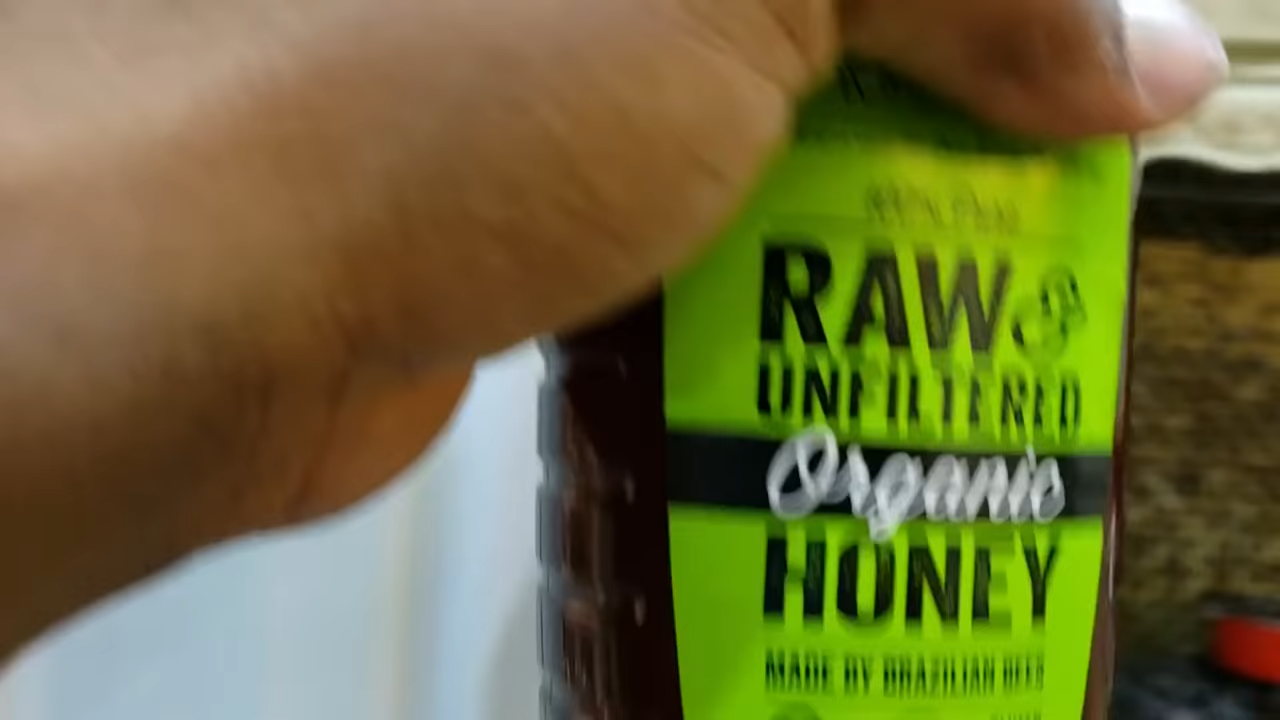 RAW
UNFILTERED
Organic
HONEY
MADE BY BRAZILIAN BEES